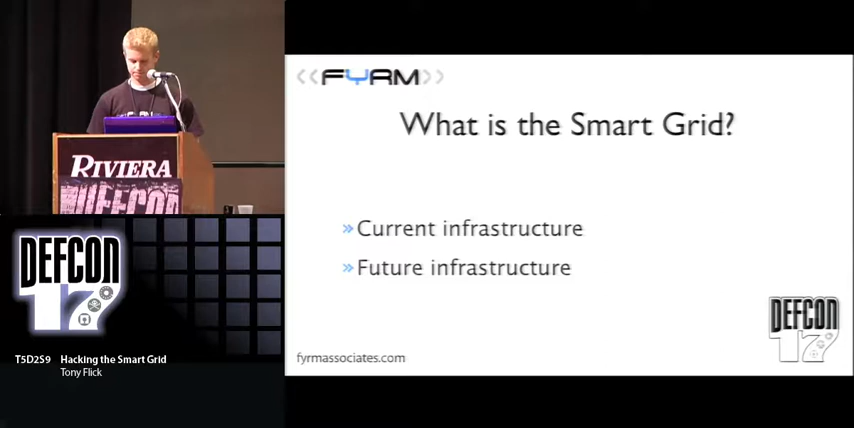 RIVIERA
DEFCON
DEFCON
17
T5D2S9 Hacking the Smart Grid
Tony Flick
((FYRM))
What is the Smart Grid?
» Current infrastructure
» Future infrastructure
fyrmassociates.com
DEFCON
17